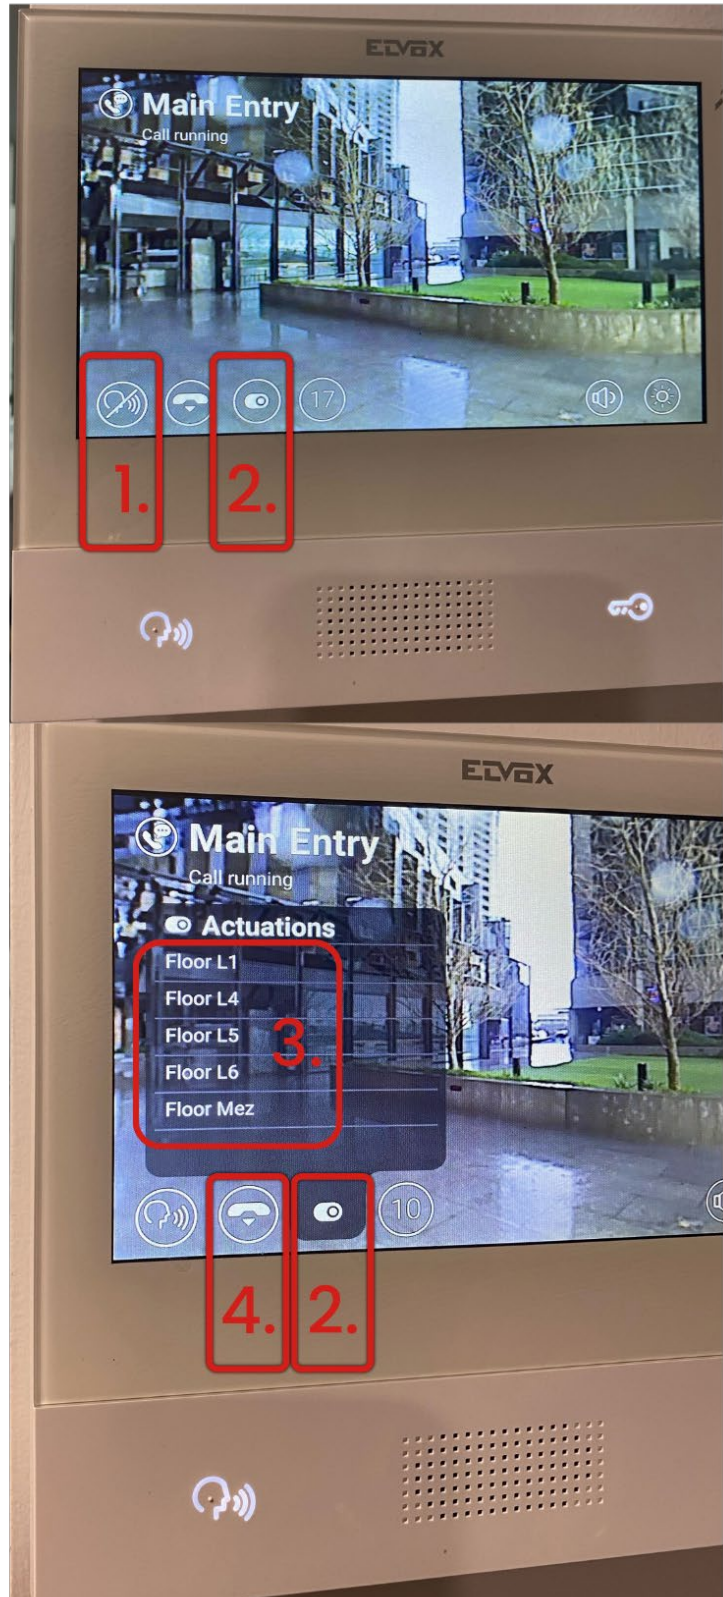 ELVOX
Main Entry
Call running
17
1.
2.
ELVOX
Main Entry
Call running
Actuations
Floor L1
Floor L4
Floor L5
3.
Floor L6
Floor Mez
10
4.
2.